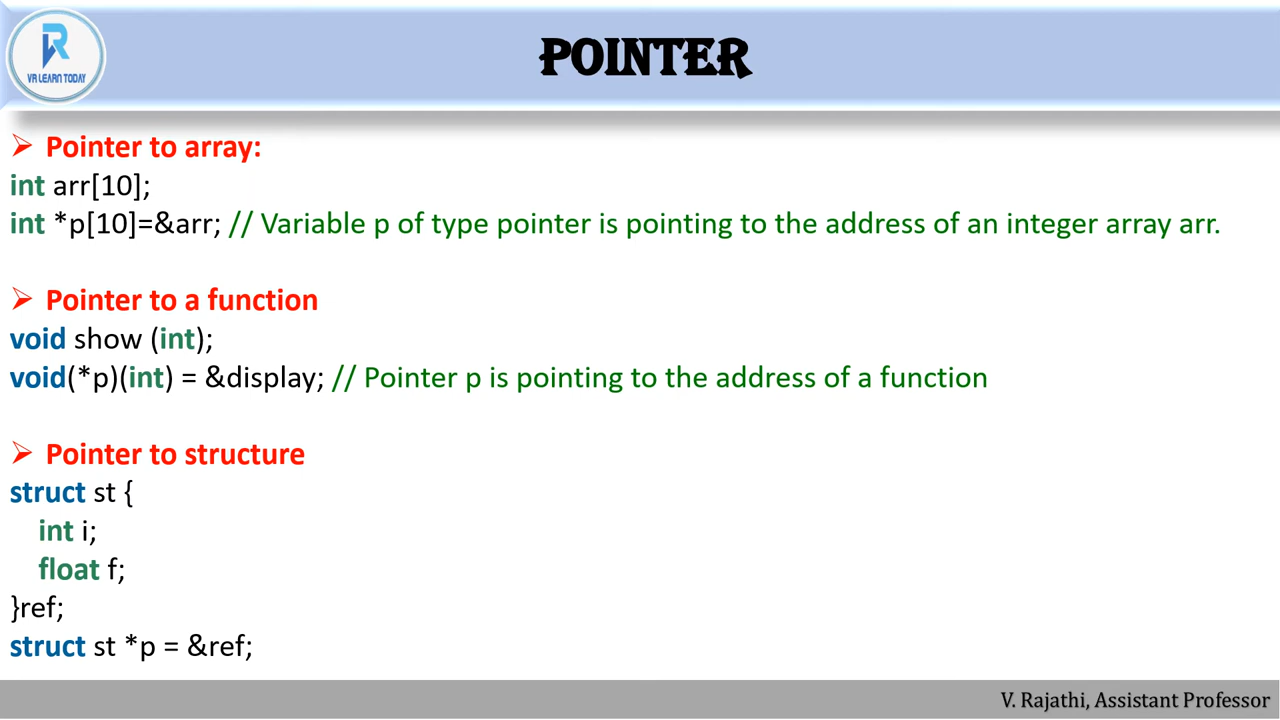 VR LEARN TODAY
POINTER
➢ Pointer to array:
int arr[10];
int *p[10]=&arr; // Variable p of type pointer is pointing to the address of an integer array arr.
➢ Pointer to a function
void show (int);
void(*p)(int) = &display; // Pointer p is pointing to the address of a function
➢ Pointer to structure
struct st {
int i;
float f;
}ref;
struct st *p = &ref;
V. Rajathi, Assistant Professor